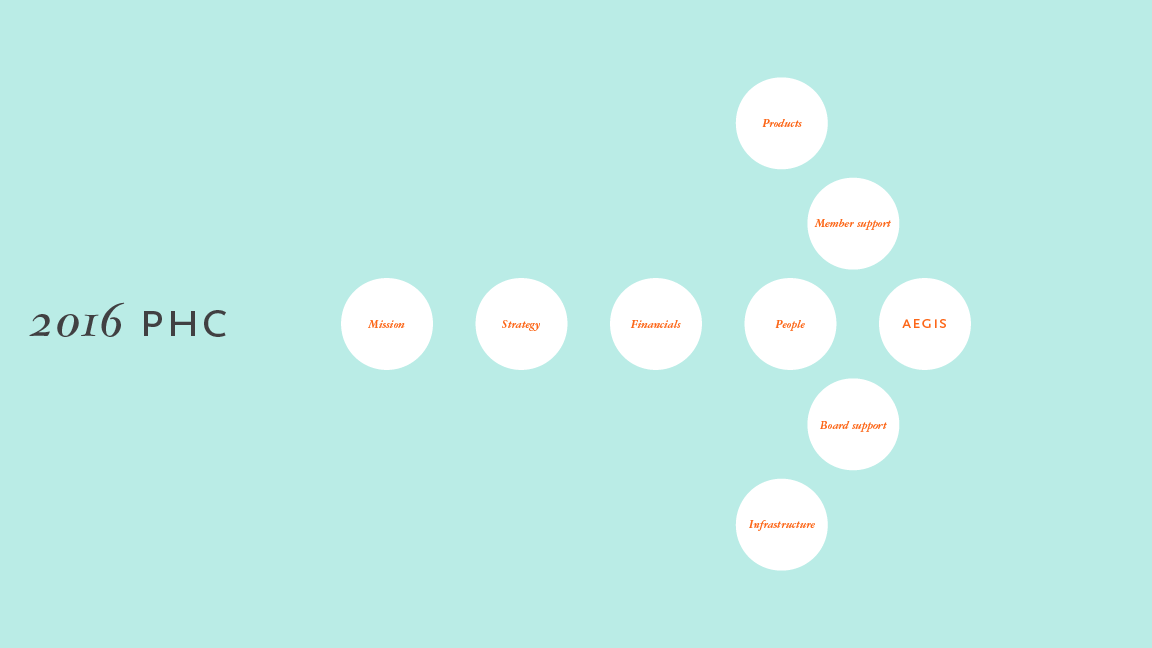 2016 PHC
Products
Member support
Mission
Strategy
Financials
People
AEGIS
Board support
Infrastructure